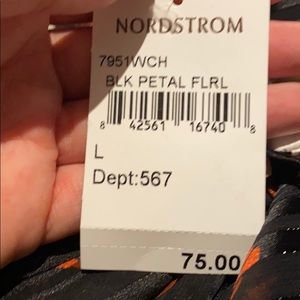 NORDSTROM
7951WCH
BLK PETAL FLRL
8 42561 16740 8
L
Dept:567
75.00